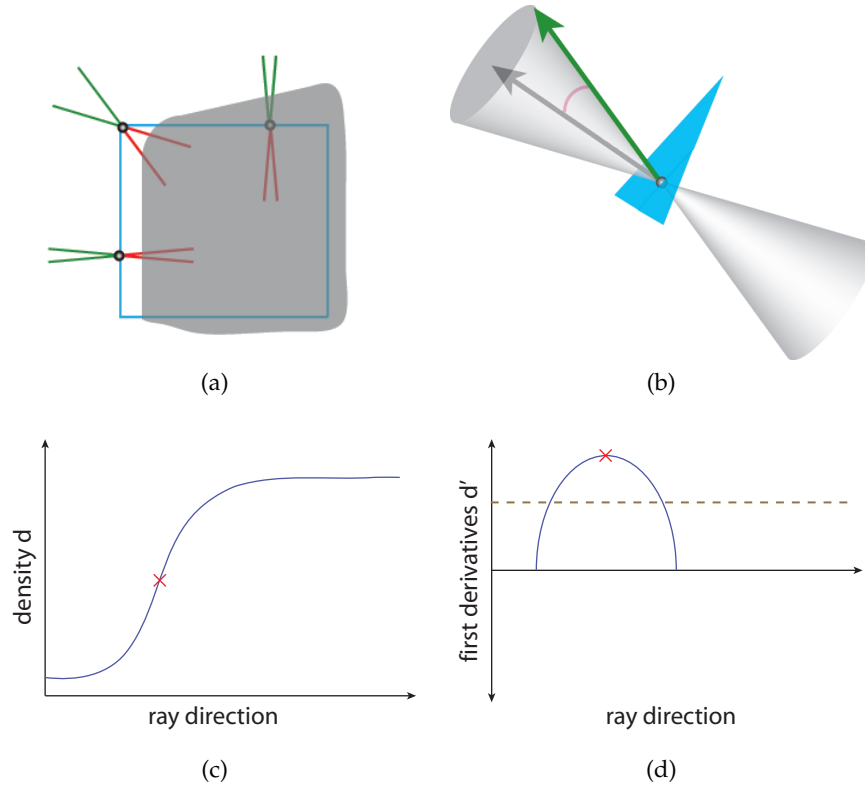 (a)
(b)
density d
ray direction
(c)
first derivatives d'
ray direction
(d)